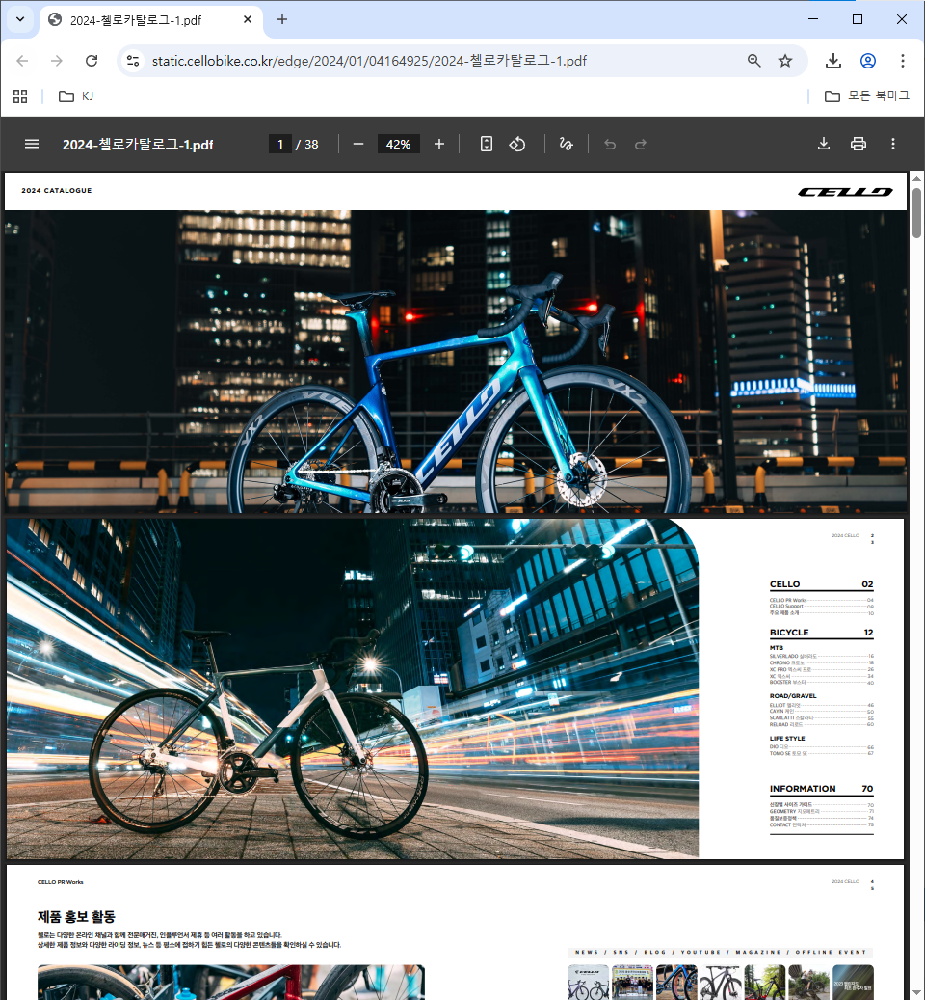 2024-첼로카탈로그-1.pdf
static.cellobike.co.kr/edge/2024/01/04164925/2024-첼로카탈로그-1.pdf
KJ
모든 북마크
2024-첼로카탈로그-1.pdf
1 / 38
42%
2024 CATALOGUE
CELLO
VX2
VUE
CELLO
VX2
2024 CELLO 2
3
CELLO 02
CELLO PR Works 04
CELLO Support 08
주요 제품 소개 10
BICYCLE 12
MTB
SILVERLADO 실버라도 16
CHRONO 크로노 18
XC PRO 엑스씨 프로 26
XC 엑스씨 34
BOOSTER 부스터 40
ROAD/GRAVEL
ELLIOT 엘리엇 46
CAYIN 케인 50
SCARLATTI 스칼라티 55
RELOAD 리로드 60
LIFE STYLE
DIO 디오 66
TOMO SE 토모 SE 67
INFORMATION 70
신장별 사이즈 가이드 70
GEOMETRY 지오메트리 71
품질보증정책 74
CONTACT 연락처 75
CELLO PR Works
2024 CELLO 4
5
제품 홍보 활동
첼로는 다양한 온라인 채널과 함께 전문매거진, 인플루언서 제휴 등 여러 활동을 하고 있습니다.
상세한 제품 정보와 다양한 라이딩 정보, 뉴스 등 평소에 접하기 힘든 첼로의 다양한 콘텐츠들을 확인하실 수 있습니다.
NEWS / SNS / BLOG / YOUTUBE / MAGAZINE / OFFLINE EVENT
CELLO